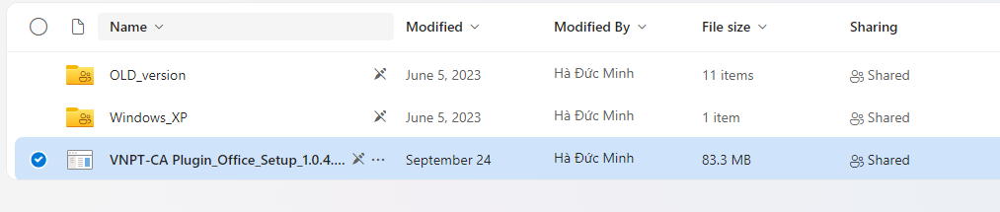 Name Modified Modified By File size Sharing
OLD_version June 5, 2023 Hà Đức Minh 11 items Shared
Windows_XP June 5, 2023 Hà Đức Minh 1 item Shared
VNPT-CA Plugin_Office_Setup_1.0.4.... September 24 Hà Đức Minh 83.3 MB Shared